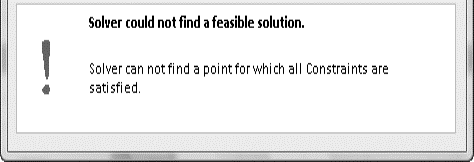 Solver could not find a feasible solution.
Solver can not find a point for which all Constraints are
satisfied.